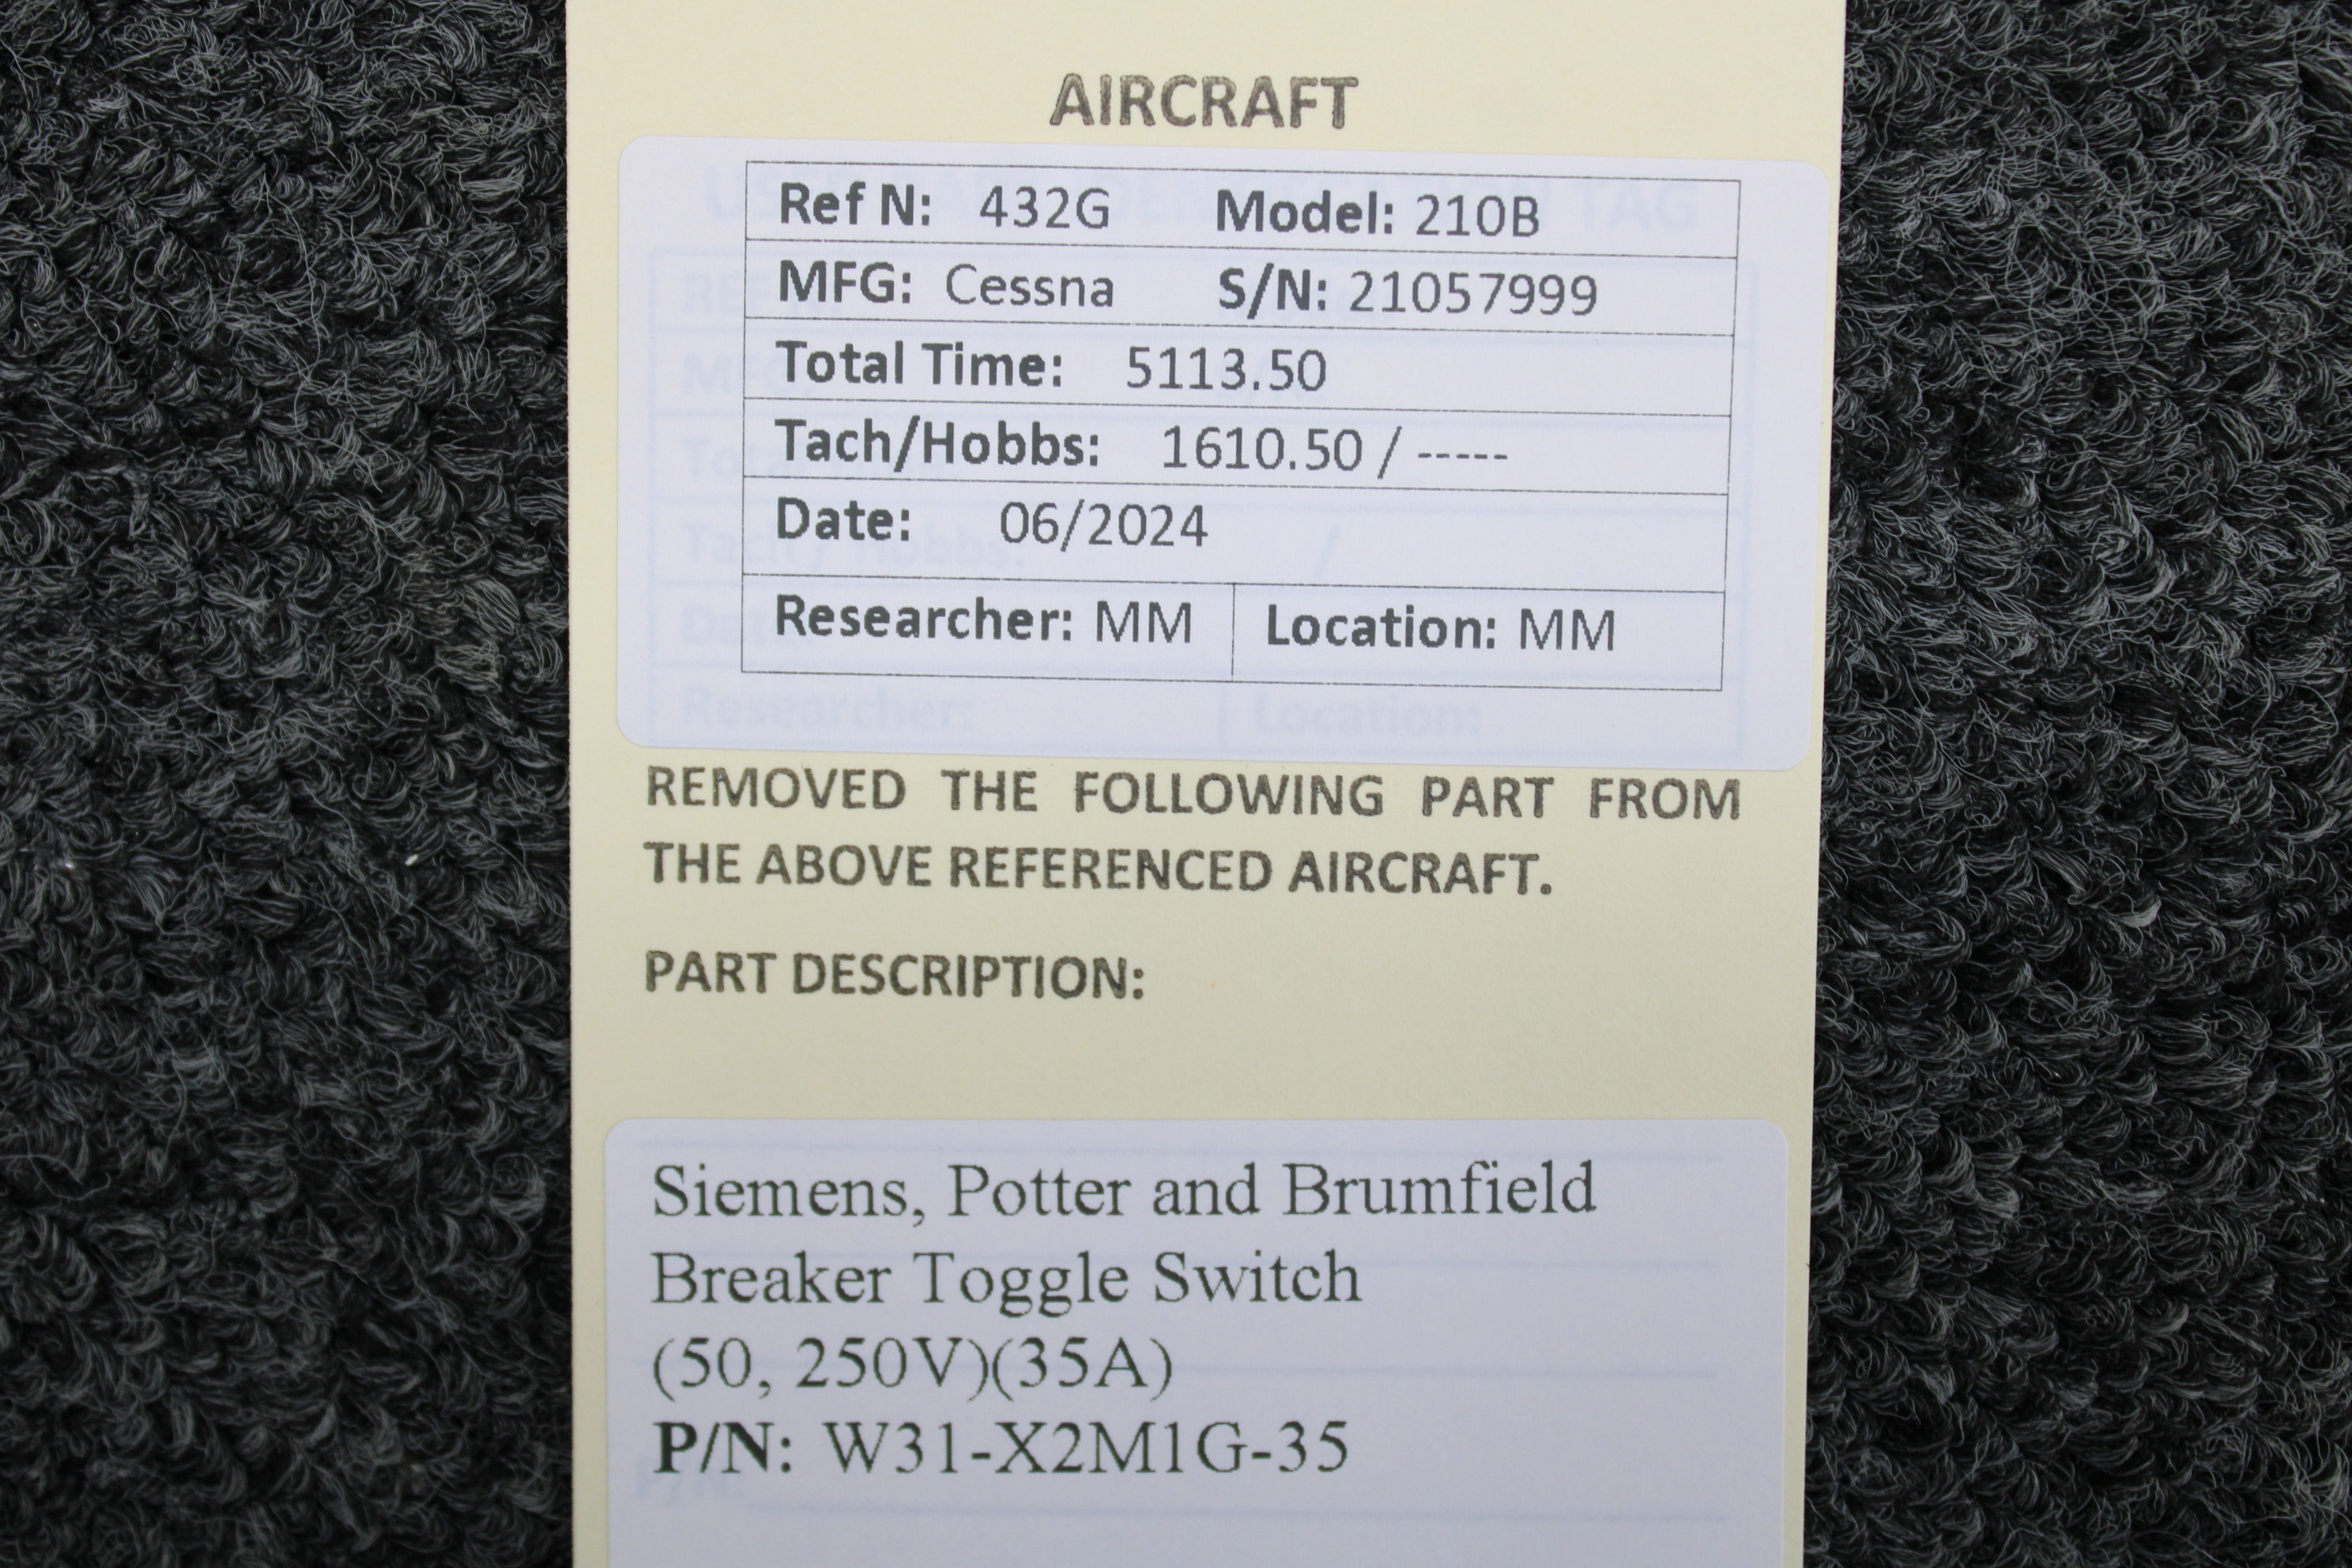 AIRCRAFT
Ref N: 432G Model: 210B
MFG: Cessna S/N: 21057999
Total Time: 5113.50
Tach/Hobbs: 1610.50 / -----
Date: 06/2024
Researcher: MM Location: MM
REMOVED THE FOLLOWING PART FROM
THE ABOVE REFERENCED AIRCRAFT.
PART DESCRIPTION:
Siemens, Potter and Brumfield
Breaker Toggle Switch
(50, 250V)(35A)
P/N: W31-X2M1G-35